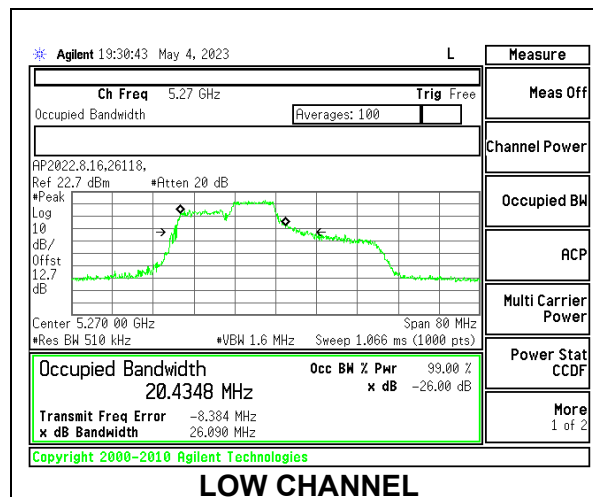 Agilent 19:30:43 May 4, 2023 L
Measure
Ch Freq 5.27 GHz Trig Free
Meas Off
Occupied Bandwidth Averages: 100
Channel Power
AP2022.8.16,26118,
Ref 22.7 dBm #Atten 20 dB
#Peak
Log
10
dB/
Offst
12.7
dB
Occupied BW
ACP
Multi Carrier
Power
Center 5.270 00 GHz Span 80 MHz
#Res BW 510 kHz #VBW 1.6 MHz Sweep 1.066 ms (1000 pts)
Occupied Bandwidth Occ BW % Pwr 99.00 %
20.4348 MHz x dB -26.00 dB
Power Stat
CCDF
Transmit Freq Error -8.384 MHz
x dB Bandwidth 26.090 MHz
More
1 of 2
Copyright 2000-2010 Agilent Technologies
LOW CHANNEL